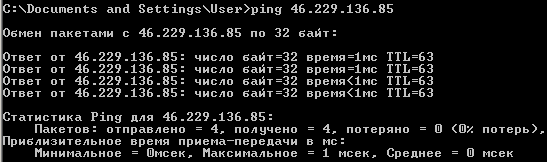 C:\Documents and Settings\User>ping 46.229.136.85
Обмен пакетами с 46.229.136.85 по 32 байт:
Ответ от 46.229.136.85: число байт=32 время=1мс TTL=63
Ответ от 46.229.136.85: число байт=32 время=1мс TTL=63
Ответ от 46.229.136.85: число байт=32 время<1мс TTL=63
Ответ от 46.229.136.85: число байт=32 время<1мс TTL=63
Статистика Ping для 46.229.136.85:
Пакетов: отправлено = 4, получено = 4, потеряно = 0 (0% потерь),
Приблизительное время приема-передачи в мс:
Минимальное = 0мсек, Максимальное = 1 мсек, Среднее = 0 мсек